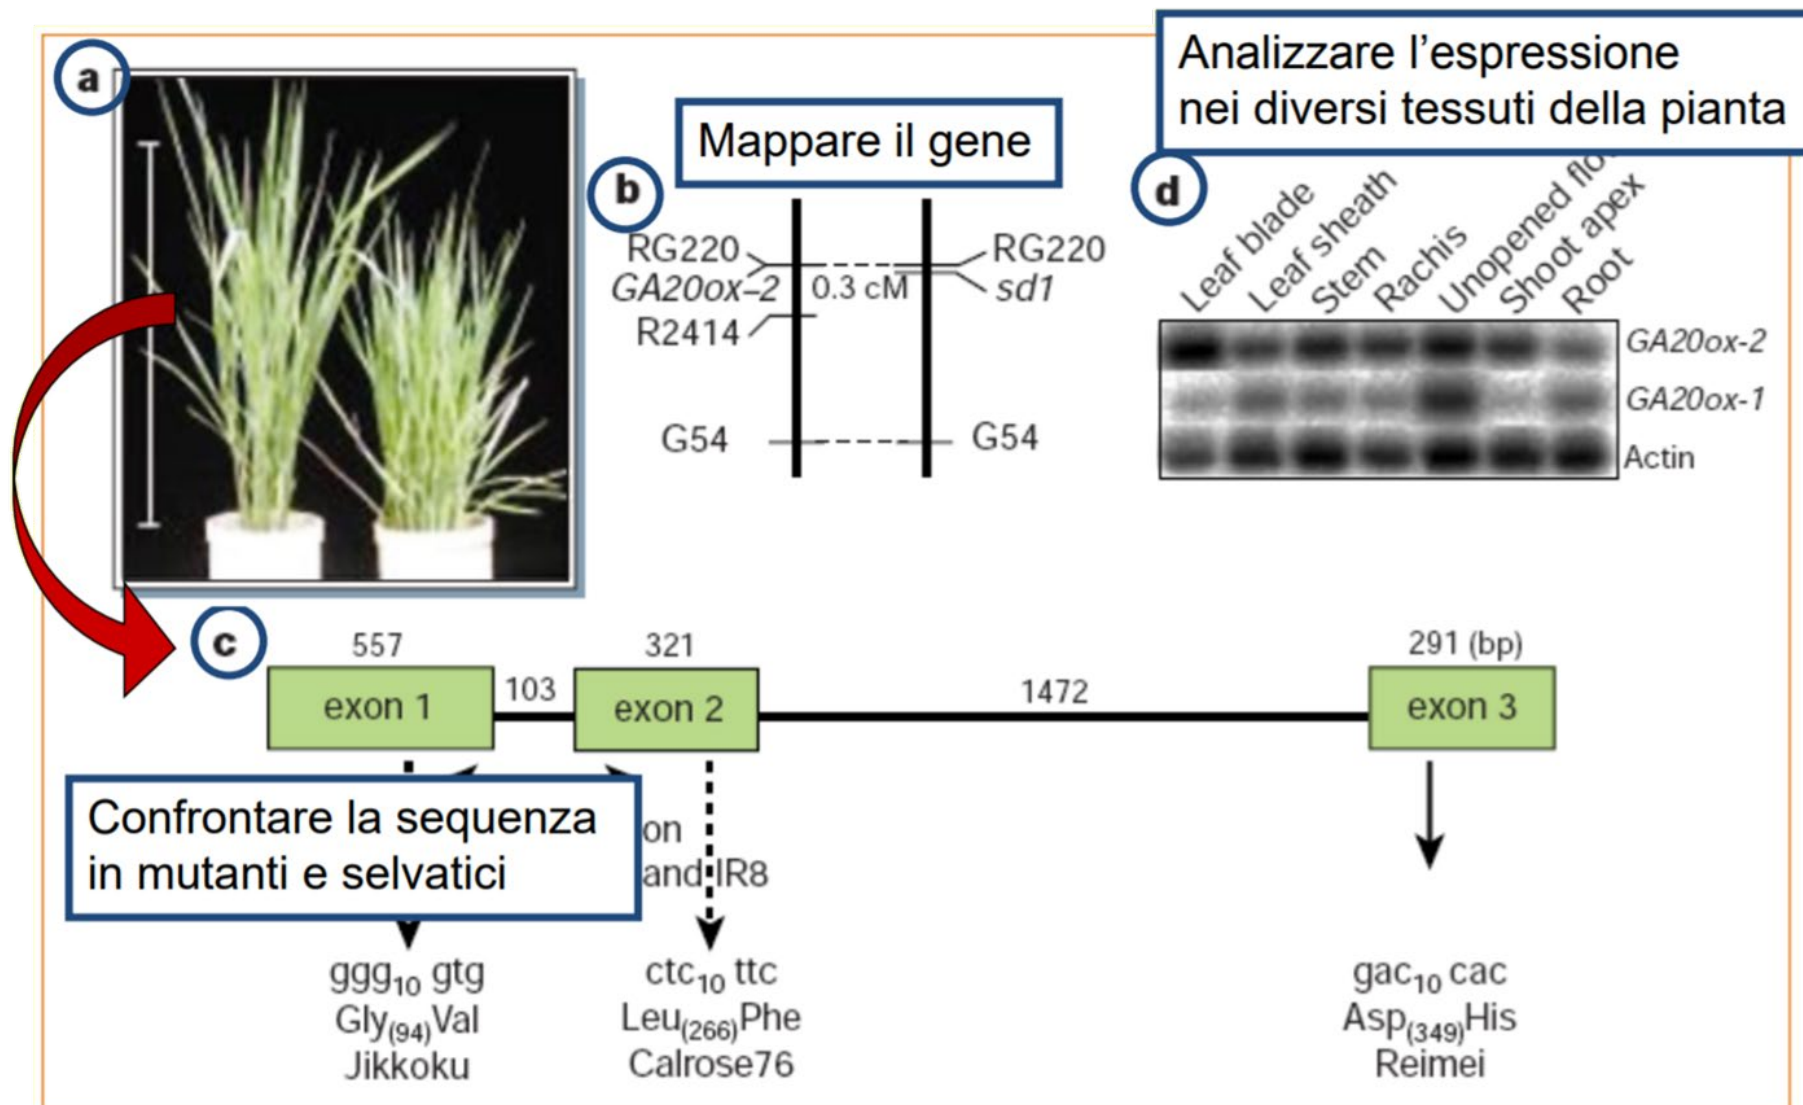 a
Analizzare l'espressione
nei diversi tessuti della pianta
Mappare il gene
b
RG220
GA20ox–2
R2414
G54
0.3 cM
RG220
sd1
G54
d
Leaf blade
Leaf sheath
Stem
Rachis
Unopened
Shoot apex
Root
GA20ox-2
GA20ox-1
Actin
c
557
103
321
1472
291 (bp)
exon 1
exon 2
exon 3
Confrontare la sequenza
in mutanti e selvatici
on
and IR8
ggg10 gtg
Gly(94)Val
Jikkoku
ctc10 ttc
Leu(266)Phe
Calrose76
gac10 cac
Asp(349)His
Reimei